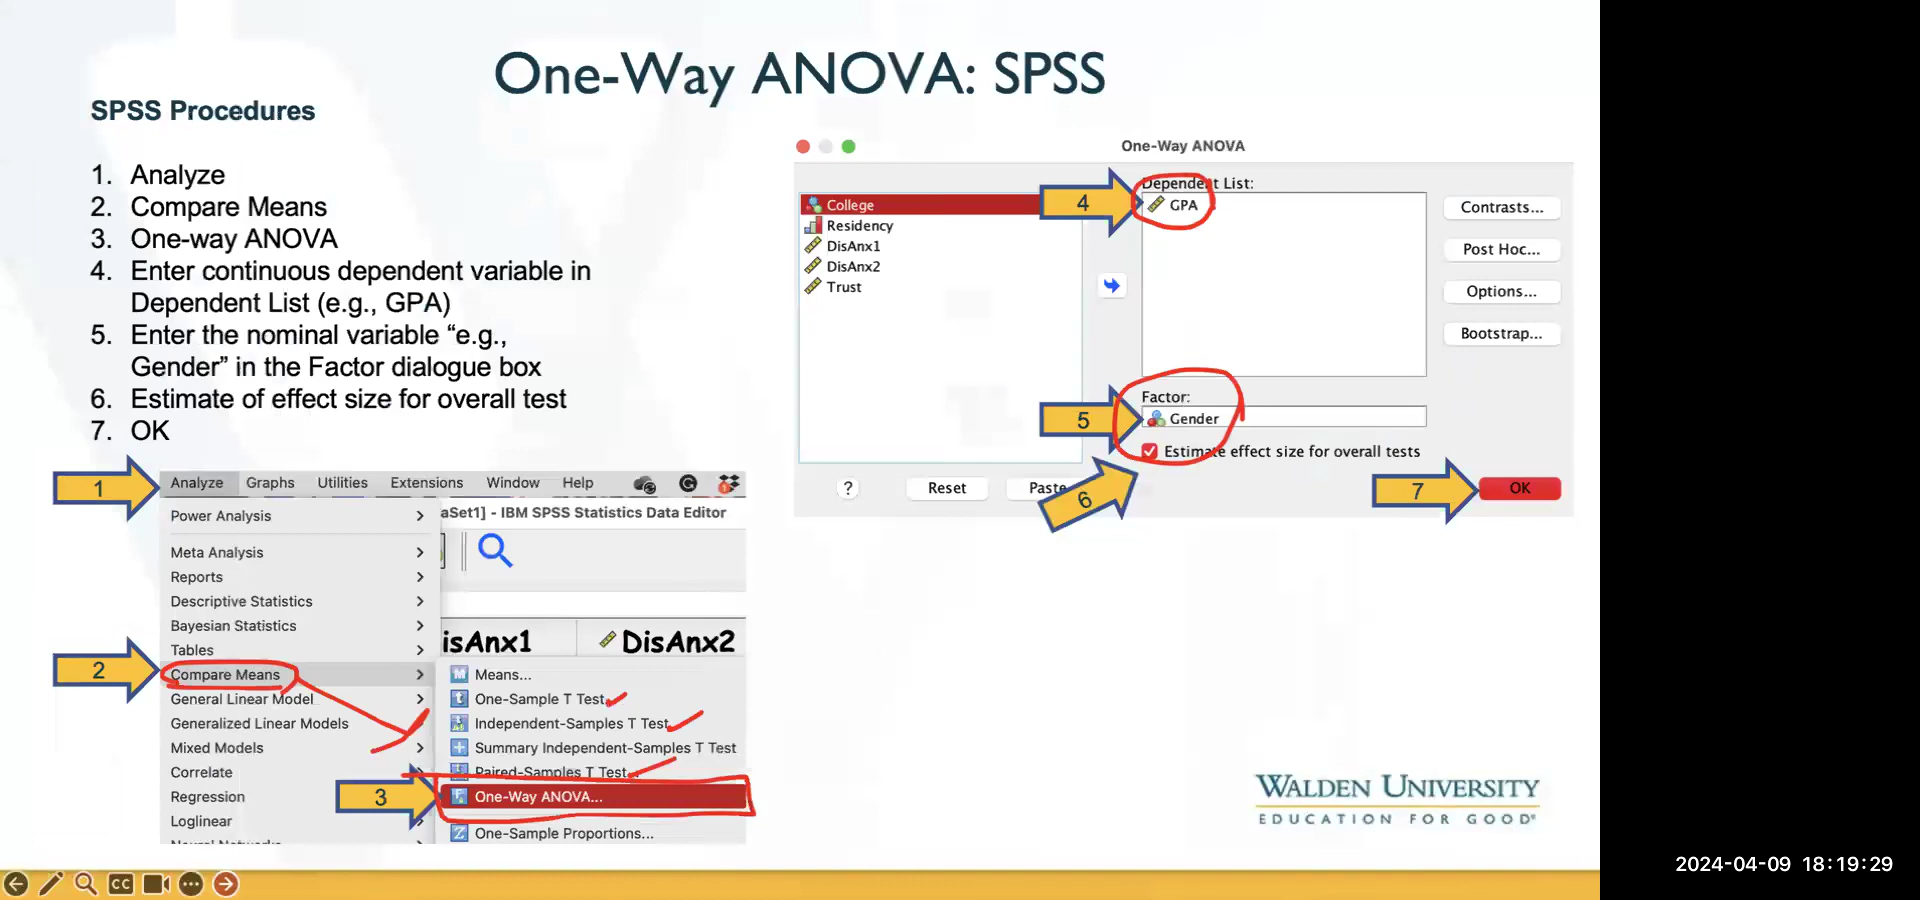 One-Way ANOVA: SPSS
SPSS Procedures
1. Analyze
2. Compare Means
3. One-way ANOVA
4. Enter continuous dependent variable in
Dependent List (e.g., GPA)
5. Enter the nominal variable “e.g.,
Gender” in the Factor dialogue box
6. Estimate of effect size for overall test
7. OK
One-Way ANOVA
College
Residency
DisAnx1
DisAnx2
Trust
4
Dependent List:
GPA
Contrasts...
Post Hoc...
Options...
Bootstrap...
5
Factor:
Gender
Estimate effect size for overall tests
?
Reset
Paste
6
7
OK
1
Analyze Graphs Utilities Extensions Window Help
Power Analysis
Meta Analysis
Reports
Descriptive Statistics
Bayesian Statistics
Tables
2
Compare Means
General Linear Model
Generalized Linear Models
Mixed Models
Correlate
Regression
Loglinear
aSet1] - IBM SPSS Statistics Data Editor
isAnx1
DisAnx2
Means...
One-Sample T Test
Independent-Samples T Test
Summary Independent-Samples T Test
Paired-Samples T Test
3
One-Way ANOVA...
One-Sample Proportions...
WALDEN UNIVERSITY
EDUCATION FOR GOOD®
CC
2024-04-09 18:19:29